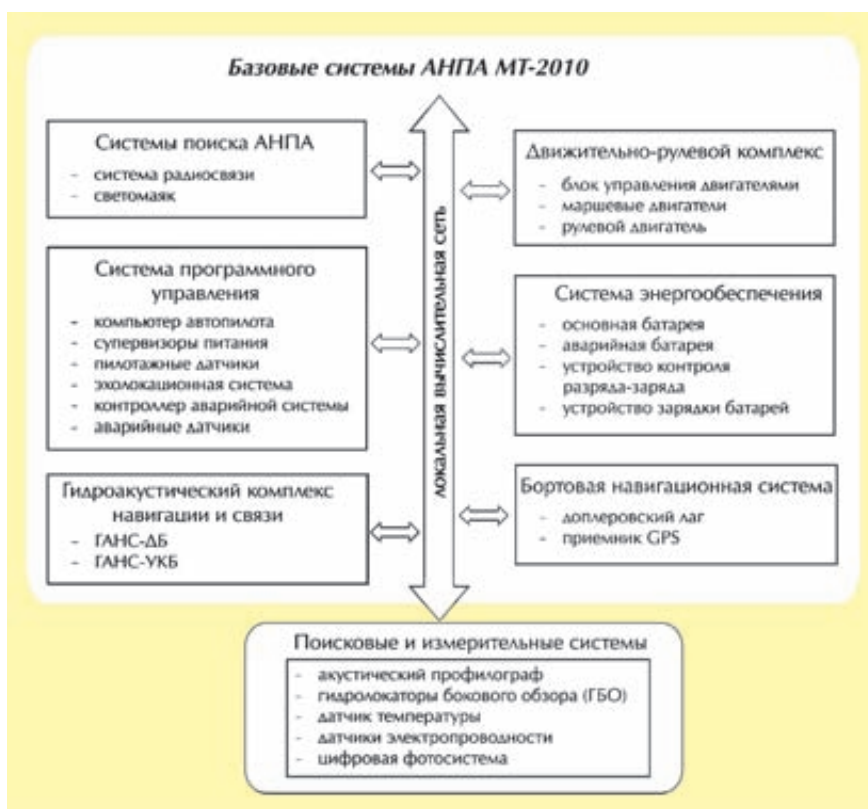 Базовые системы АНПА МТ-2010
Системы поиска АНПА
- система радиосвязи
- светомаяк
Система программного
управления
- компьютер автопилота
- супервизоры питания
- пилотажные датчики
- эхолокационная система
- контроллер аварийной системы
- аварийные датчики
Гидроакустический комплекс
навигации и связи
- ГАНС-ДБ
- ГАНС-УКБ
локальная вычислительная сеть
Движительно-рулевой комплекс
- блок управления двигателями
- маршевые двигатели
- рулевой двигатель
Система энергообеспечения
- основная батарея
- аварийная батарея
- устройство контроля
разряда-заряда
- устройство зарядки батарей
Бортовая навигационная система
- доплеровский лаг
- приемник GPS
Поисковые и измерительные системы
- акустический профилограф
- гидролокаторы бокового обзора (ГБО)
- датчик температуры
- датчики электропроводности
- цифровая фотосистема